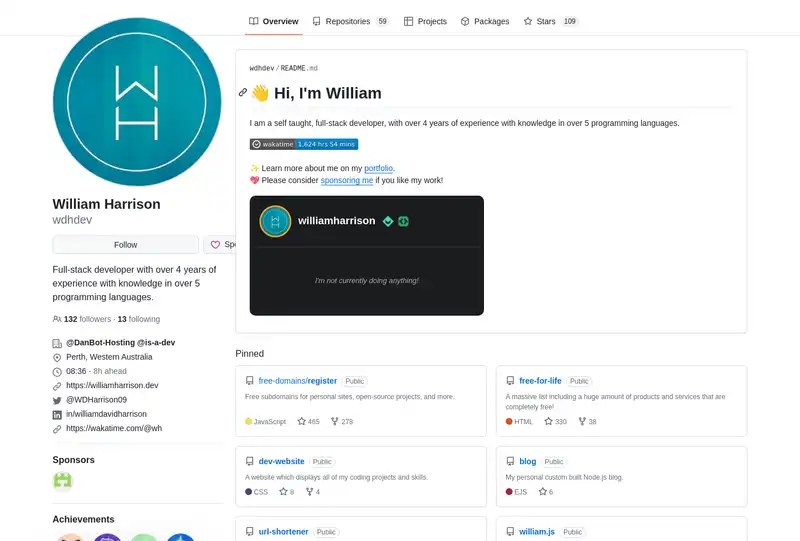 Overview
Repositories 59
Projects
Packages
Stars 109
W
H
William Harrison
wdhdev
Follow
Spo
Full-stack developer with over 4 years of
experience with knowledge in over 5
programming languages.
132 followers · 13 following
@DanBot-Hosting @is-a-dev
Perth, Western Australia
08:36 - 8h ahead
https://williamharrison.dev
@WDHarrison09
in/williamdavidharrison
https://wakatime.com/@wh
Sponsors
Achievements
wdhdev/README.md
👋 Hi, I'm William
I am a self taught, full-stack developer, with over 4 years of experience with knowledge in over 5 programming languages.
wakatime 1,624 hrs 54 mins
✨ Learn more about me on my portfolio.
💖 Please consider sponsoring me if you like my work!
williamharrison
I'm not currently doing anything!
Pinned
free-domains/register Public
Free subdomains for personal sites, open-source projects, and more.
JavaScript 465 278
free-for-life Public
A massive list including a huge amount of products and services that are
completely free!
HTML 330 38
dev-website Public
A website which displays all of my coding projects and skills.
CSS 8 4
blog Public
My personal custom built Node.js blog.
EJS 6
url-shortener Public
william.js Public